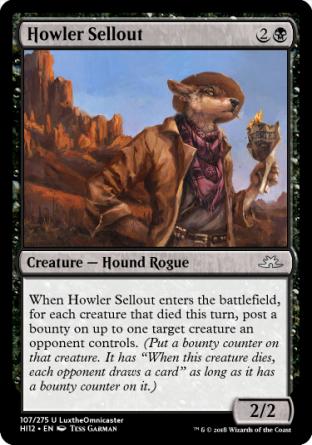 Howler Sellout 2
Creature — Hound Rogue
When Howler Sellout enters the battlefield,
for each creature that died this turn, post a
bounty on up to one target creature an
opponent controls. (Put a bounty counter on
that creature. It has “When this creature dies,
each opponent draws a card” as long as it
has a bounty counter on it.)
2/2
107/275 U LuxtheOmnicaster
HI12 • EN Tess Garman
™ & © 2018 Wizards of the Coast